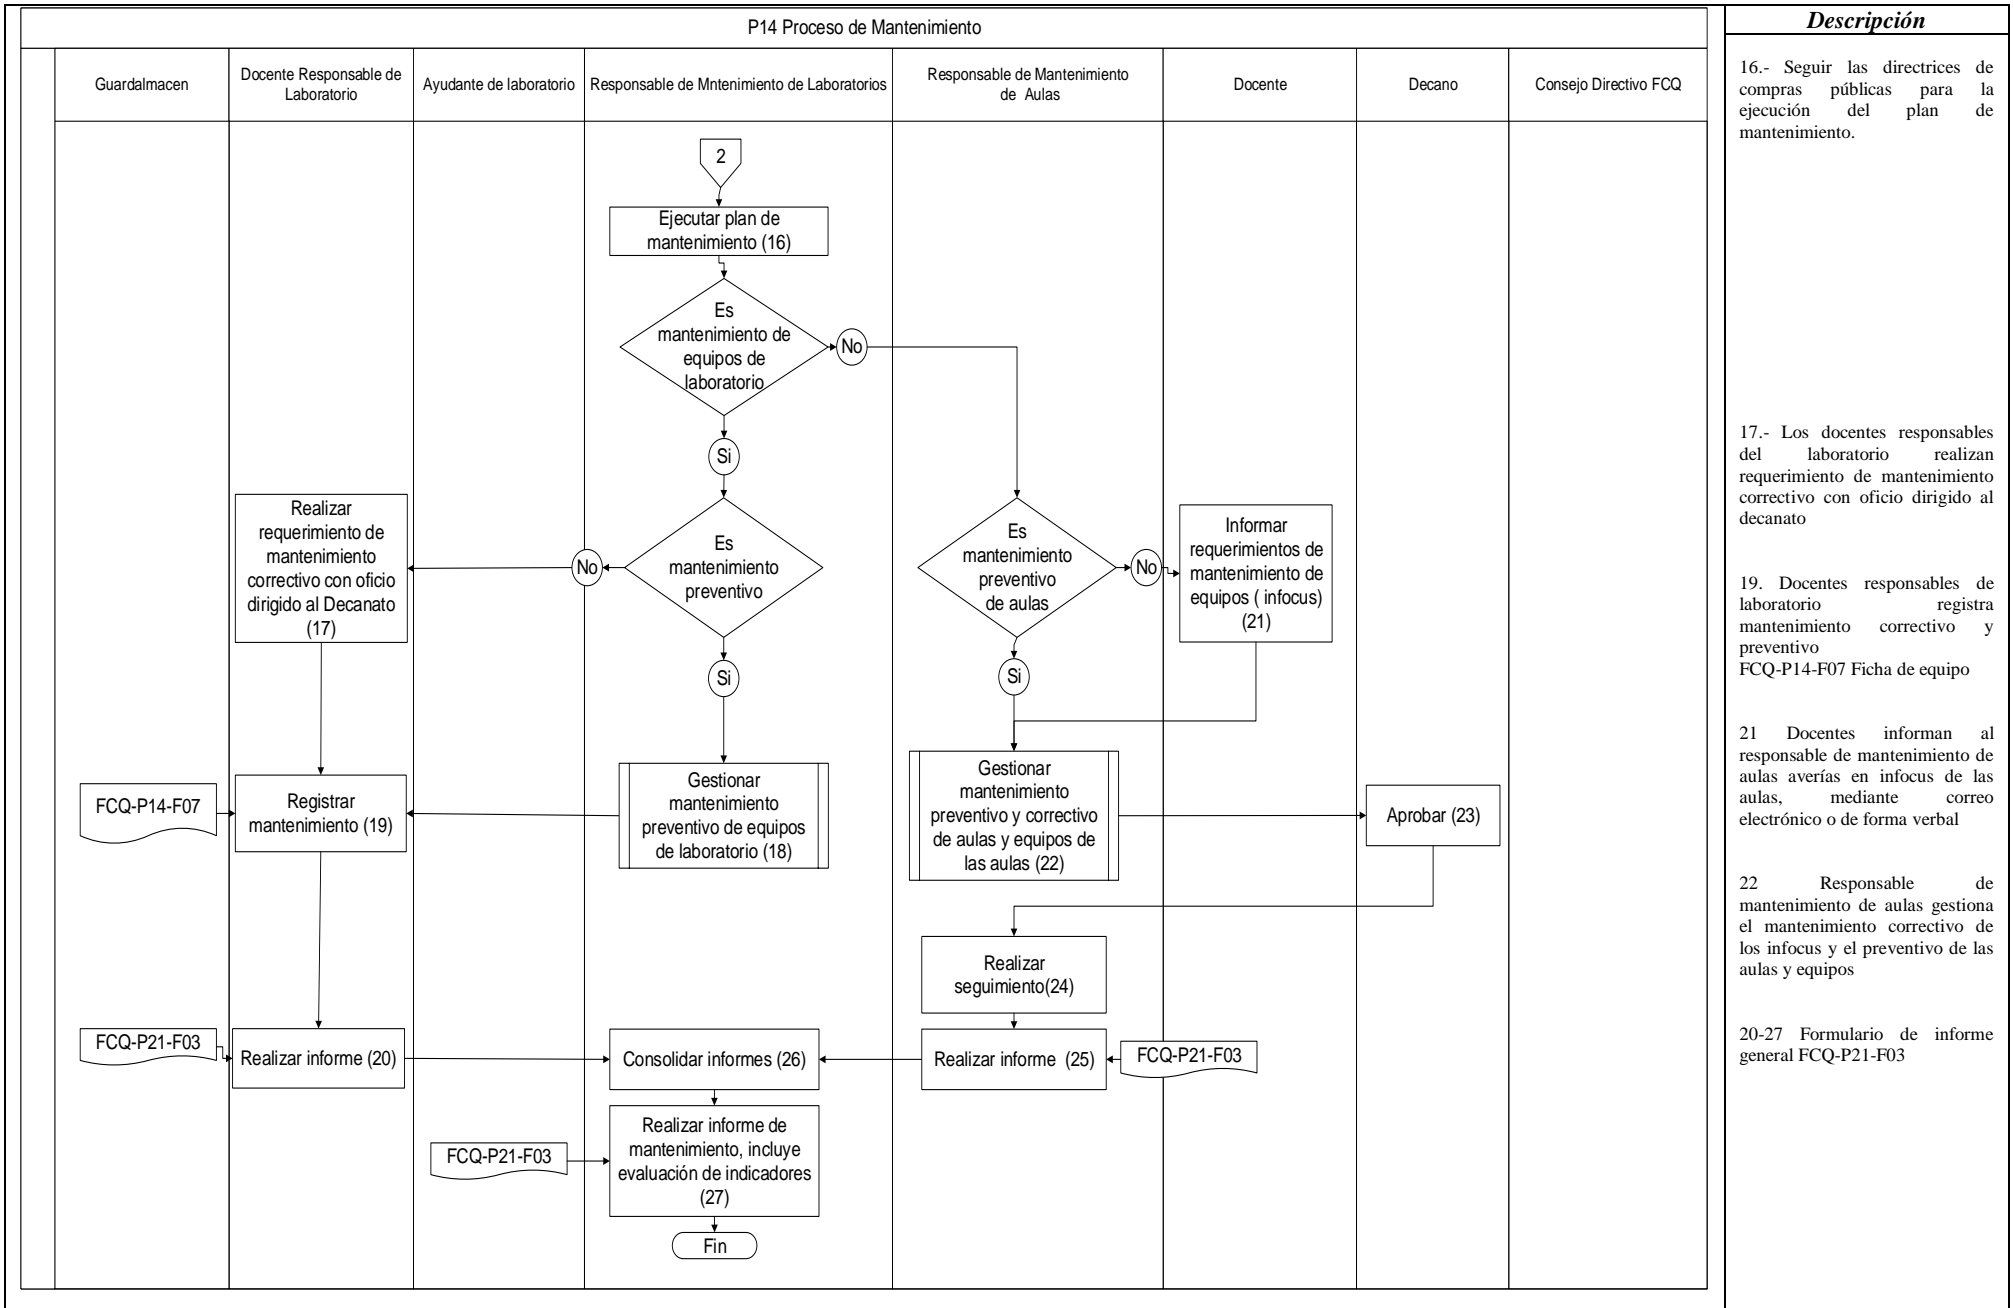 P14 Proceso de Mantenimiento
Guardalmacen
Docente Responsable de
Laboratorio
Ayudante de laboratorio
Responsable de Mntenimiento de Laboratorios
Responsable de Mantenimiento
de Aulas
Docente
Decano
Consejo Directivo FCQ
2
Ejecutar plan de
mantenimiento (16)
Es
mantenimiento de
equipos de
laboratorio
No
Si
Realizar
requerimiento de
mantenimiento
correctivo con oficio
dirigido al Decanato
(17)
No
Es
mantenimiento
preventivo
Es
mantenimiento
preventivo
de aulas
No
Informar
requerimientos de
mantenimiento de
equipos ( infocus)
(21)
Si
Si
FCQ-P14-F07
Registrar
mantenimiento (19)
Gestionar
mantenimiento
preventivo de equipos
de laboratorio (18)
Gestionar
mantenimiento
preventivo y correctivo
de aulas y equipos de
las aulas (22)
Aprobar (23)
Realizar
seguimiento(24)
FCQ-P21-F03
Realizar informe (20)
Consolidar informes (26)
Realizar informe  (25)
FCQ-P21-F03
FCQ-P21-F03
Realizar informe de
mantenimiento, incluye
evaluación de indicadores
(27)
Fin
Descripción
16.- Seguir las directrices de
compras públicas para la
ejecución del plan de
mantenimiento.
17.- Los docentes responsables
del laboratorio realizan
requerimiento de mantenimiento
correctivo con oficio dirigido al
decanato
19. Docentes responsables de
laboratorio registra
mantenimiento correctivo y
preventivo
FCQ-P14-F07 Ficha de equipo
21 Docentes informan al
responsable de mantenimiento de
aulas averías en infocus de las
aulas, mediante correo
electrónico o de forma verbal
22 Responsable de
mantenimiento de aulas gestiona
el mantenimiento correctivo de
los infocus y el preventivo de las
aulas y equipos
20-27 Formulario de informe
general FCQ-P21-F03